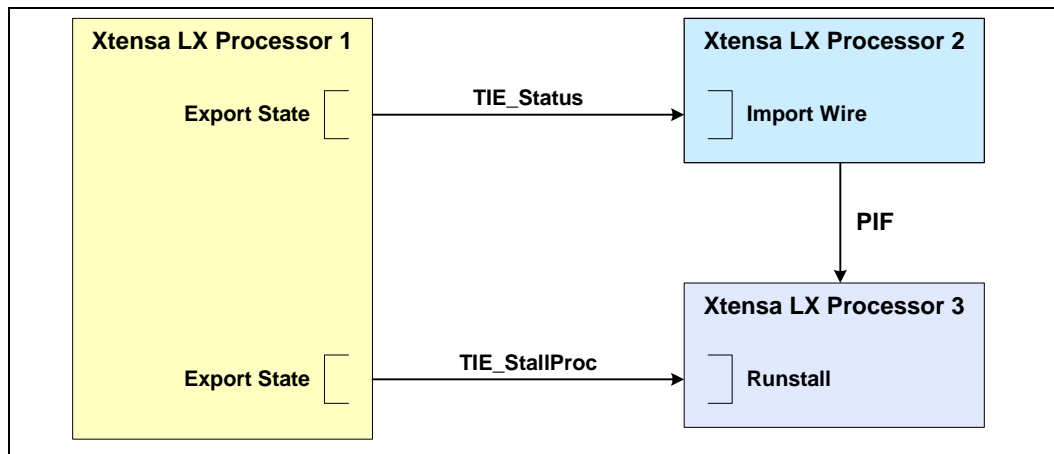 Xtensa LX Processor 1
Export State
Export State
TIE_Status
TIE_StallProc
Xtensa LX Processor 2
Import Wire
PIF
Xtensa LX Processor 3
Runstall